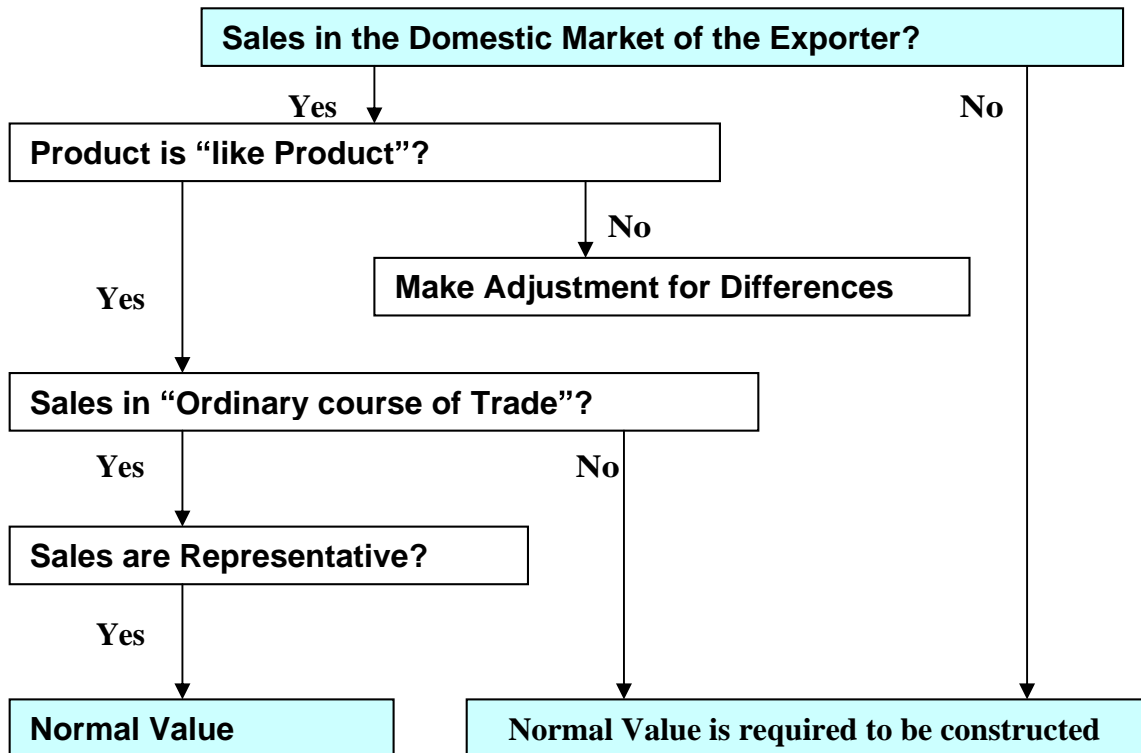 Sales in the Domestic Market of the Exporter?
Yes
No
Product is “like Product”?
No
Make Adjustment for Differences
Yes
Sales in “Ordinary course of Trade”?
Yes
No
Sales are Representative?
Yes
Normal Value
Normal Value is required to be constructed